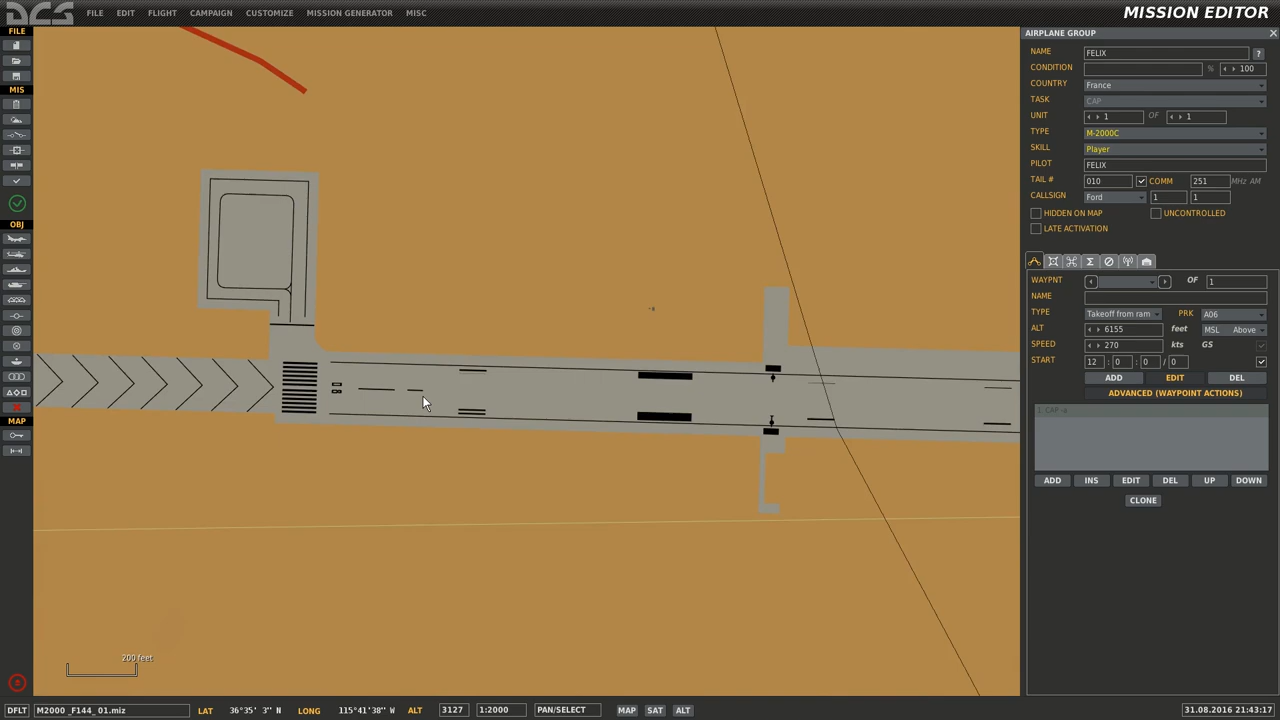 DCS FILE EDIT FLIGHT CAMPAIGN CUSTOMIZE MISSION GENERATOR MISC MISSION EDITOR
FILE
MIS
OBJ
MAP
AIRPLANE GROUP
NAME FELIX ?
CONDITION % 100
COUNTRY France
TASK CAP
UNIT 1 OF 1
TYPE M-2000C
SKILL Player
PILOT FELIX
TAIL # 010 COMM 251 MHz AM
CALLSIGN Ford 1 1
HIDDEN ON MAP UNCONTROLLED
LATE ACTIVATION
WAYPNT OF 1
NAME
TYPE Takeoff from ram PRK A06
ALT 6155 feet MSL Above
SPEED 270 kts GS
START 12 : 0 : 0 / 0
ADD EDIT DEL
ADVANCED (WAYPOINT ACTIONS)
1. CAP -a
ADD INS EDIT DEL UP DOWN
CLONE
200 feet
DFLT M2000 _F144_ 01.miz LAT 36°35' 3" N LONG 115°41'38" W ALT 3127 1:2000 PAN/SELECT MAP SAT ALT 31.08.2016 21:43:17